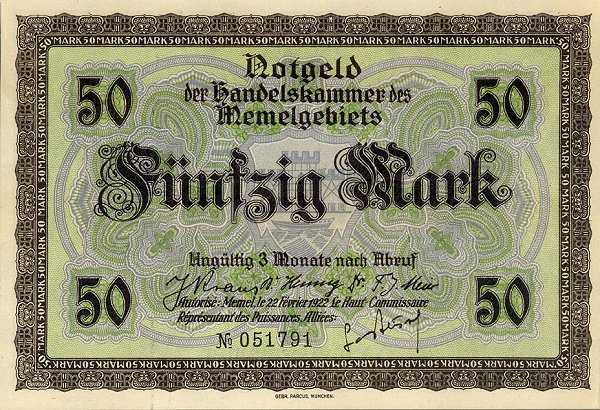 50 MARK 50 MARK 50 MARK 50 MARK 50 MARK 50 MARK 50 MARK
Notgeld
50 der Handelskammer des 50
Memelgebiets
Fünfzig Mark
Ungültig 3 Monate nach Abruf
50 50
Autorisé: Memel, le 22 février 1922 Le Haut-Commissaire
Représentant des Puissances Alliées:
№ 051791
GEBR. PARCUS, MÜNCHEN.